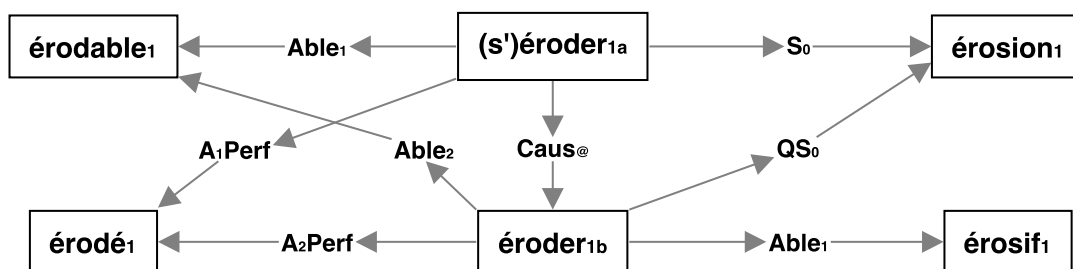 érodable1 Able1 (s')éroder1a S0 érosion1
A1Perf Able2 Caus@ QS0
érodé1 A2Perf éroder1b Able1 érosif1